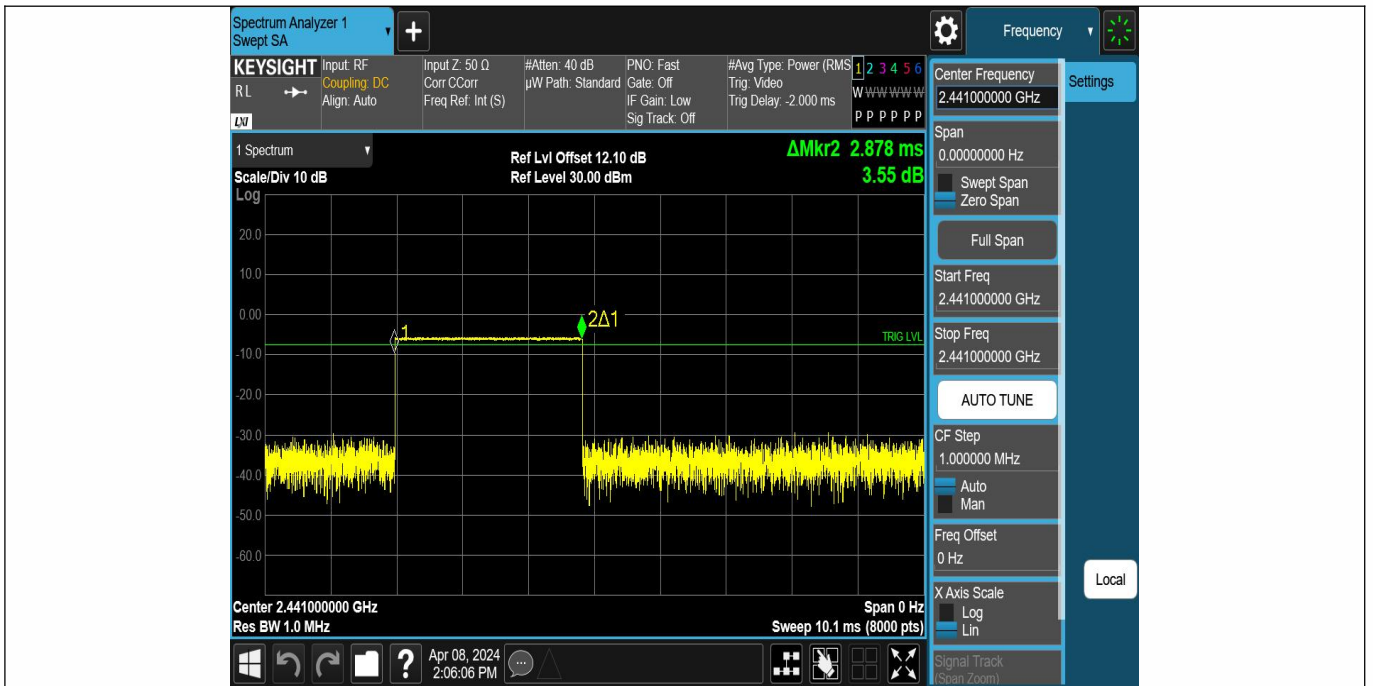 Spectrum Analyzer 1
Swept SA
+
Frequency
KEYSIGHT
RL
LXI
Input: RF
Coupling: DC
Align: Auto
Input Z: 50 Ω
Corr CCorr
Freq Ref: Int (S)
#Atten: 40 dB
µW Path: Standard
PNO: Fast
Gate: Off
IF Gain: Low
Sig Track: Off
#Avg Type: Power (RMS
Trig: Video
Trig Delay: -2.000 ms
1 2 3 4 5 6
W W W W W W
P P P P P P
1 Spectrum
Scale/Div 10 dB
Ref Lvl Offset 12.10 dB
Ref Level 30.00 dBm
ΔMkr2 2.878 ms
3.55 dB
Log
20.0
10.0
0.00
-10.0
-20.0
-30.0
-40.0
-50.0
-60.0
1
2Δ1
TRIG LVL
Center 2.441000000 GHz
Res BW 1.0 MHz
Span 0 Hz
Sweep 10.1 ms (8000 pts)
Center Frequency
2.441000000 GHz
Settings
Span
0.00000000 Hz
Swept Span
Zero Span
Full Span
Start Freq
2.441000000 GHz
Stop Freq
2.441000000 GHz
AUTO TUNE
CF Step
1.000000 MHz
Auto
Man
Freq Offset
0 Hz
X Axis Scale
Log
Lin
Signal Track
(Span Zoom)
Local
?
Apr 08, 2024
2:06:06 PM